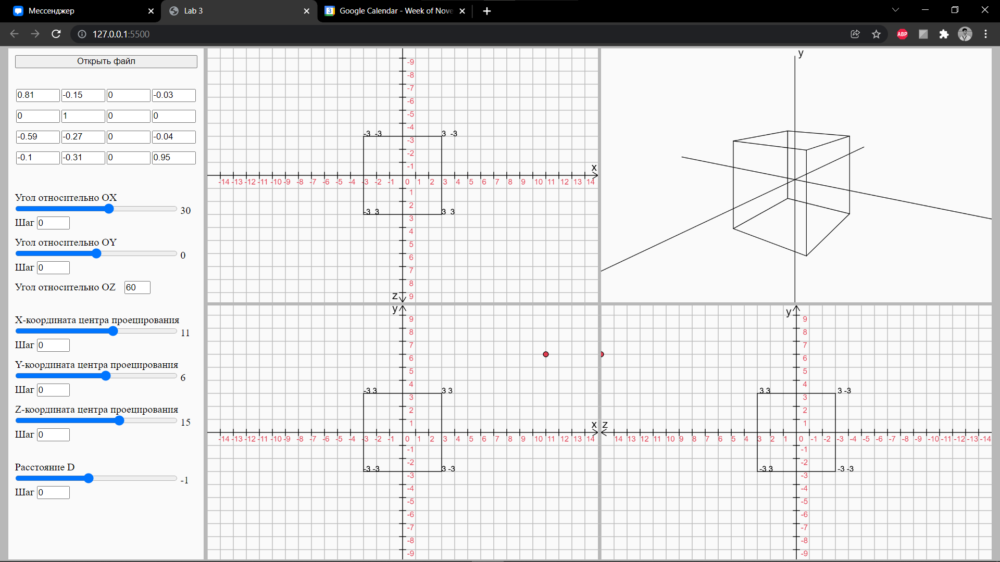 Мессенджер
Lab 3
Google Calendar - Week of Nove
127.0.0.1:5500
ABP
Открыть файл
0.81 -0.15 0 -0.03
0 1 0 0
-0.59 -0.27 0 -0.04
-0.1 -0.31 0 0.95
Угол относительно OX
30
Шаг 0
Угол относительно OY
0
Шаг 0
Угол относительно OZ 60
X-координата центра проецирования
11
Шаг 0
Y-координата центра проецирования
6
Шаг 0
Z-координата центра проецирования
15
Шаг 0
Расстояние D
-1
Шаг 0
-9
-8
-7
-6
-5
-4
-3 -3 3 -3
-3
-2
-1
x
-14 -13 -12 -11 -10 -9 -8 -7 -6 -5 -4 -3 -2 -1 0 1 2 3 4 5 6 7 8 9 10 11 12 13 14
1
2
-3 3 3 3
3
4
5
6
7
8
z 9
y
y
9
8
7
6
5
4
-3 3 3 3
3
2
1
x
-14 -13 -12 -11 -10 -9 -8 -7 -6 -5 -4 -3 -2 -1 0 1 2 3 4 5 6 7 8 9 10 11 12 13 14
-1
-2
-3 -3 3 -3
-3
-4
-5
-6
-7
-8
-9
y
9
8
7
6
5
4
3 3 3 -3
3
2
1
z
14 13 12 11 10 9 8 7 6 5 4 3 2 1 0 -1 -2 -3 -4 -5 -6 -7 -8 -9 -10 -11 -12 -13 -14
-1
-2
-3 3 -3 -3
-3
-4
-5
-6
-7
-8
-9